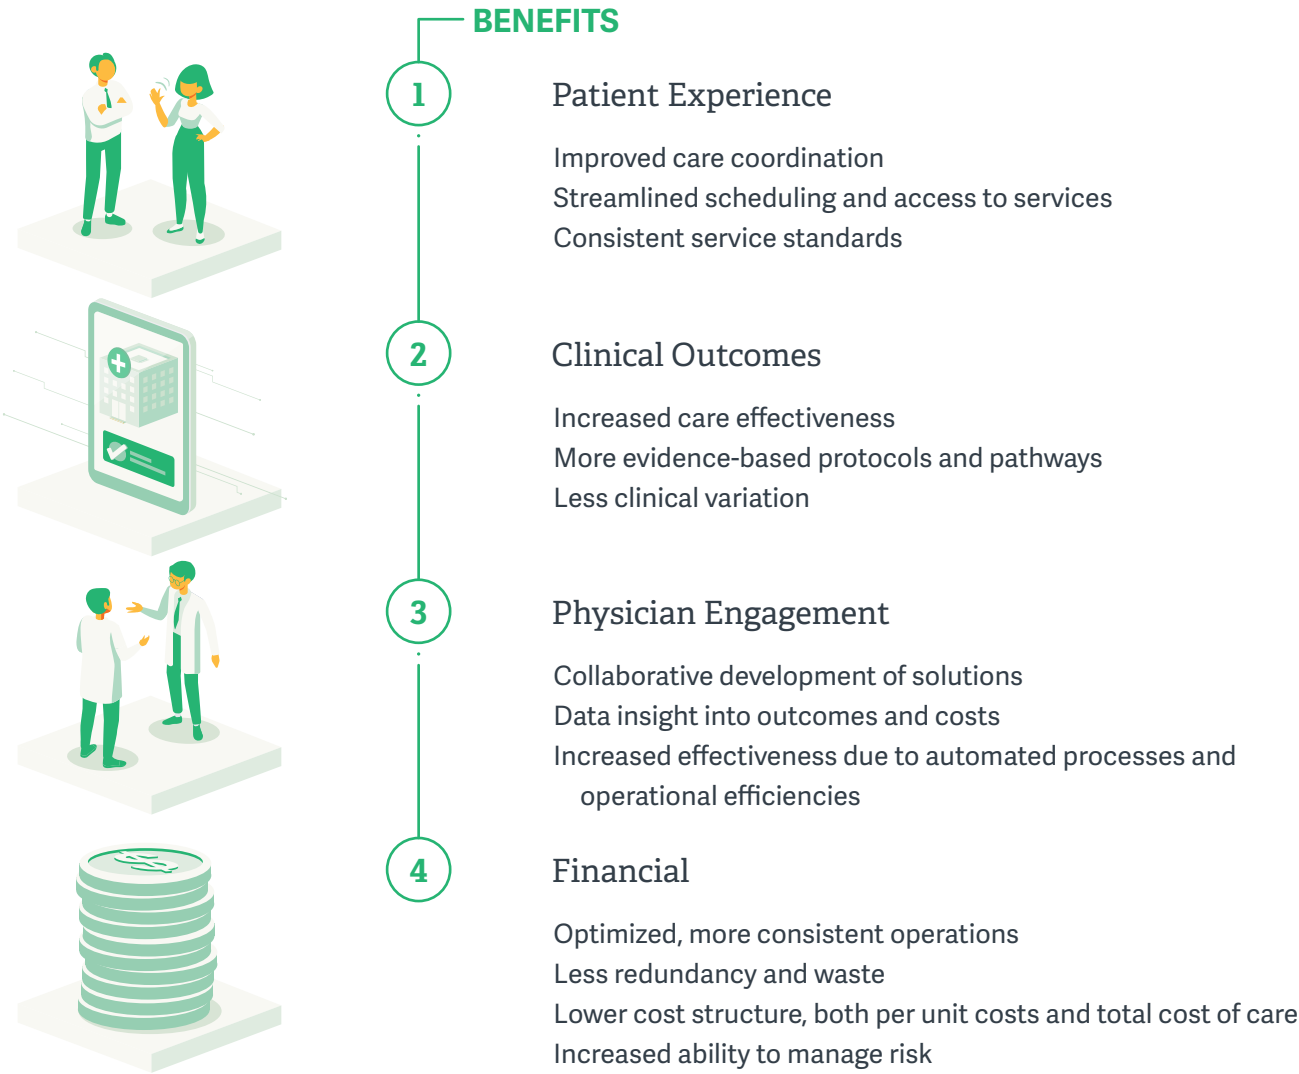 BENEFITS
1
Patient Experience
Improved care coordination
Streamlined scheduling and access to services
Consistent service standards
2
Clinical Outcomes
Increased care effectiveness
More evidence-based protocols and pathways
Less clinical variation
3
Physician Engagement
Collaborative development of solutions
Data insight into outcomes and costs
Increased effectiveness due to automated processes and
operational efficiencies
4
Financial
Optimized, more consistent operations
Less redundancy and waste
Lower cost structure, both per unit costs and total cost of care
Increased ability to manage risk